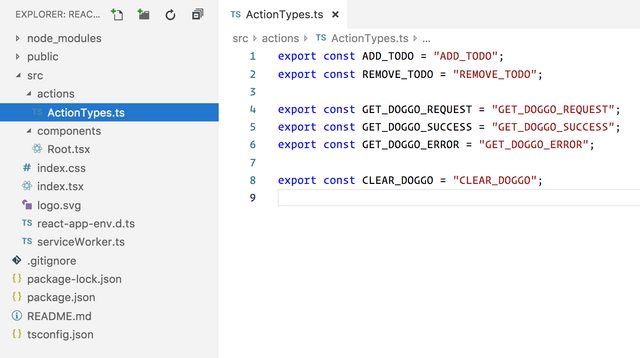 EXPLORER: REAC...
node_modules
public
src
actions
TS ActionTypes.ts
components
Root.tsx
# index.css
index.tsx
logo.svg
TS react-app-env.d.ts
TS serviceWorker.ts
.gitignore
{} package-lock.json
{} package.json
README.md
tsconfig.json
TS ActionTypes.ts ×
src › actions › TS ActionTypes.ts › ...
1 export const ADD_TODO = "ADD_TODO";
2 export const REMOVE_TODO = "REMOVE_TODO";
3
4 export const GET_DOGGO_REQUEST = "GET_DOGGO_REQUEST";
5 export const GET_DOGGO_SUCCESS = "GET_DOGGO_SUCCESS";
6 export const GET_DOGGO_ERROR = "GET_DOGGO_ERROR";
7
8 export const CLEAR_DOGGO = "CLEAR_DOGGO";
9